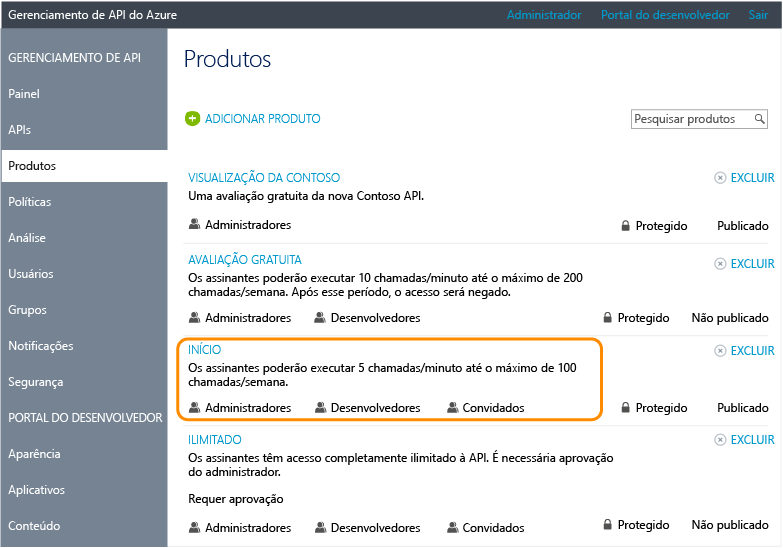 Gerenciamento de API do Azure
Administrador Portal do desenvolvedor Sair
GERENCIAMENTO DE API
Painel
APIs
Produtos
Políticas
Análise
Usuários
Grupos
Notificações
Segurança
PORTAL DO DESENVOLVEDOR
Aparência
Aplicativos
Conteúdo
Produtos
ADICIONAR PRODUTO
Pesquisar produtos
VISUALIZAÇÃO DA CONTOSO
EXCLUIR
Uma avaliação gratuita da nova Contoso API.
Administradores
Protegido Publicado
AVALIAÇÃO GRATUITA
EXCLUIR
Os assinantes poderão executar 10 chamadas/minuto até o máximo de 200
chamadas/semana. Após esse período, o acesso será negado.
Administradores Desenvolvedores
Protegido Não publicado
INÍCIO
EXCLUIR
Os assinantes poderão executar 5 chamadas/minuto até o máximo de 100
chamadas/semana.
Administradores Desenvolvedores Convidados
Protegido Publicado
ILIMITADO
EXCLUIR
Os assinantes têm acesso completamente ilimitado à API. É necessária aprovação
do administrador.
Requer aprovação
Administradores Desenvolvedores Convidados
Protegido Não publicado